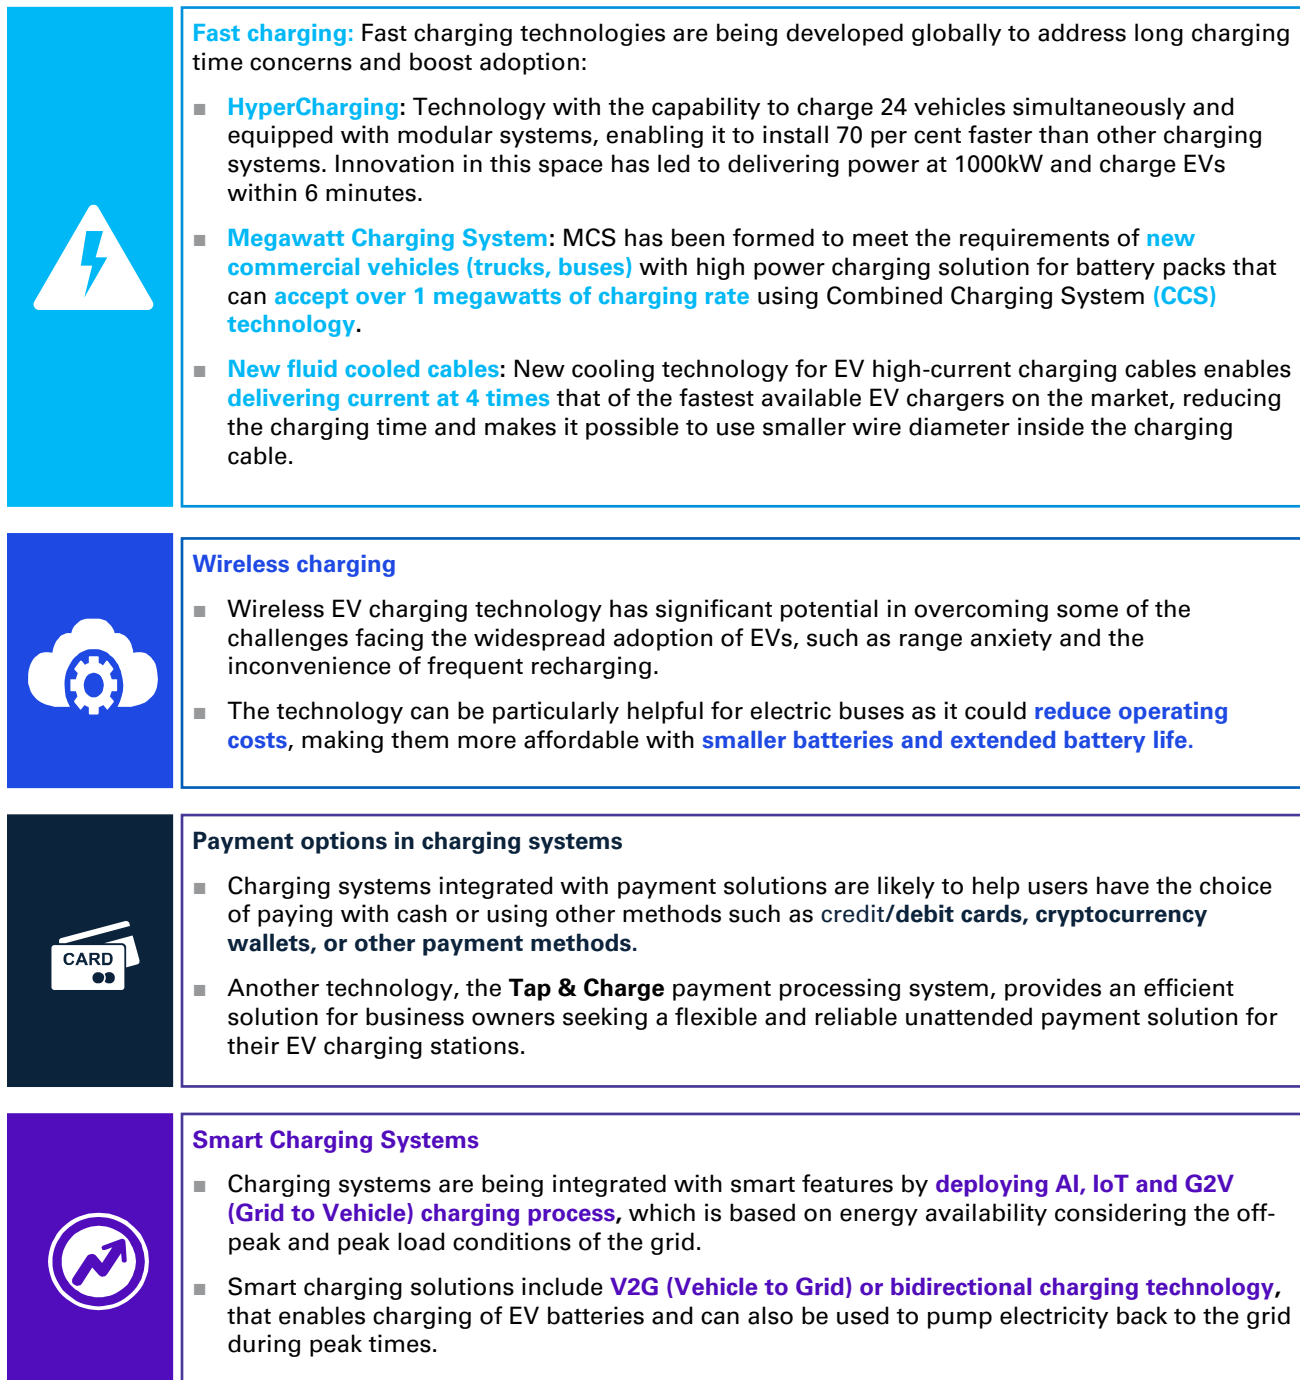 Fast charging: Fast charging technologies are being developed globally to address long charging
time concerns and boost adoption:
■ HyperCharging: Technology with the capability to charge 24 vehicles simultaneously and
equipped with modular systems, enabling it to install 70 per cent faster than other charging
systems. Innovation in this space has led to delivering power at 1000kW and charge EVs
within 6 minutes.
■ Megawatt Charging System: MCS has been formed to meet the requirements of new
commercial vehicles (trucks, buses) with high power charging solution for battery packs that
can accept over 1 megawatts of charging rate using Combined Charging System (CCS)
technology.
■ New fluid cooled cables: New cooling technology for EV high-current charging cables enables
delivering current at 4 times that of the fastest available EV chargers on the market, reducing
the charging time and makes it possible to use smaller wire diameter inside the charging
cable.
Wireless charging
■ Wireless EV charging technology has significant potential in overcoming some of the
challenges facing the widespread adoption of EVs, such as range anxiety and the
inconvenience of frequent recharging.
■ The technology can be particularly helpful for electric buses as it could reduce operating
costs, making them more affordable with smaller batteries and extended battery life.
CARD
Payment options in charging systems
■ Charging systems integrated with payment solutions are likely to help users have the choice
of paying with cash or using other methods such as credit/debit cards, cryptocurrency
wallets, or other payment methods.
■ Another technology, the Tap & Charge payment processing system, provides an efficient
solution for business owners seeking a flexible and reliable unattended payment solution for
their EV charging stations.
Smart Charging Systems
■ Charging systems are being integrated with smart features by deploying AI, IoT and G2V
(Grid to Vehicle) charging process, which is based on energy availability considering the off-
peak and peak load conditions of the grid.
■ Smart charging solutions include V2G (Vehicle to Grid) or bidirectional charging technology,
that enables charging of EV batteries and can also be used to pump electricity back to the grid
during peak times.